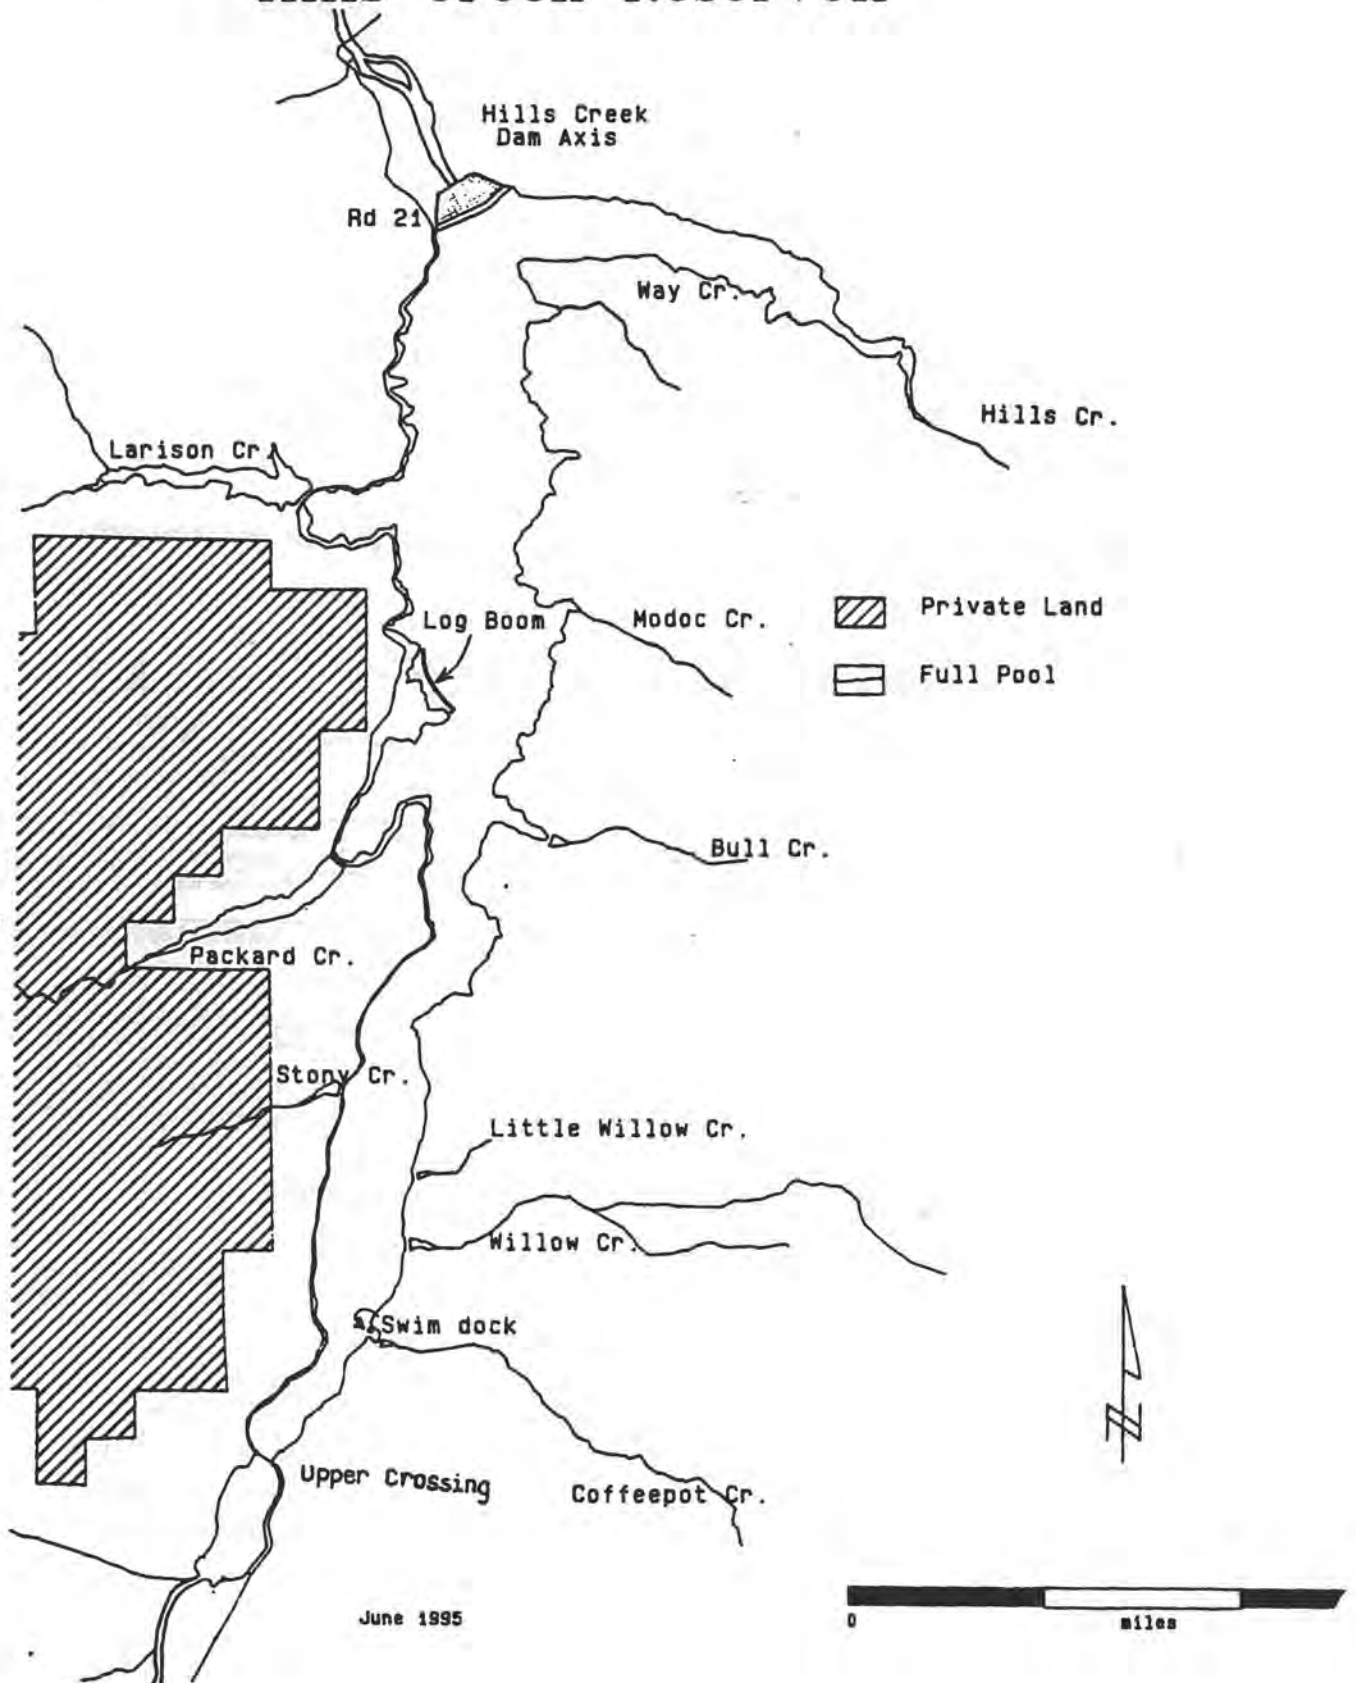 Hills Creek
Dam Axis
Rd 21
Way Cr.
Hills Cr.
Larison Cr.
Log Boom
Modoc Cr.
Private Land
Full Pool
Bull Cr.
Packard Cr.
Stony Cr.
Little Willow Cr.
Willow Cr.
Swim dock
Upper Crossing
Coffeepot Cr.
N
June 1995
0
miles